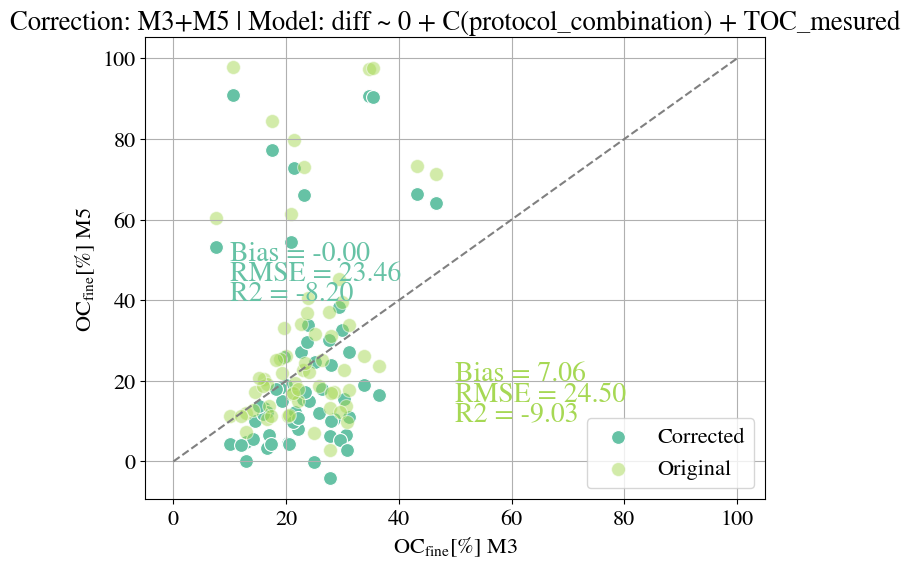 Correction: M3+M5 | Model: diff ~ 0 + C(protocol_combination) + TOC_mesured
100
80
60
40
20
0
OC_fine[%] M5
Bias = -0.00
RMSE = 23.46
R2 = -8.20
Bias = 7.06
RMSE = 24.50
R2 = -9.03
Corrected
Original
0 20 40 60 80 100
OC_fine[%] M3